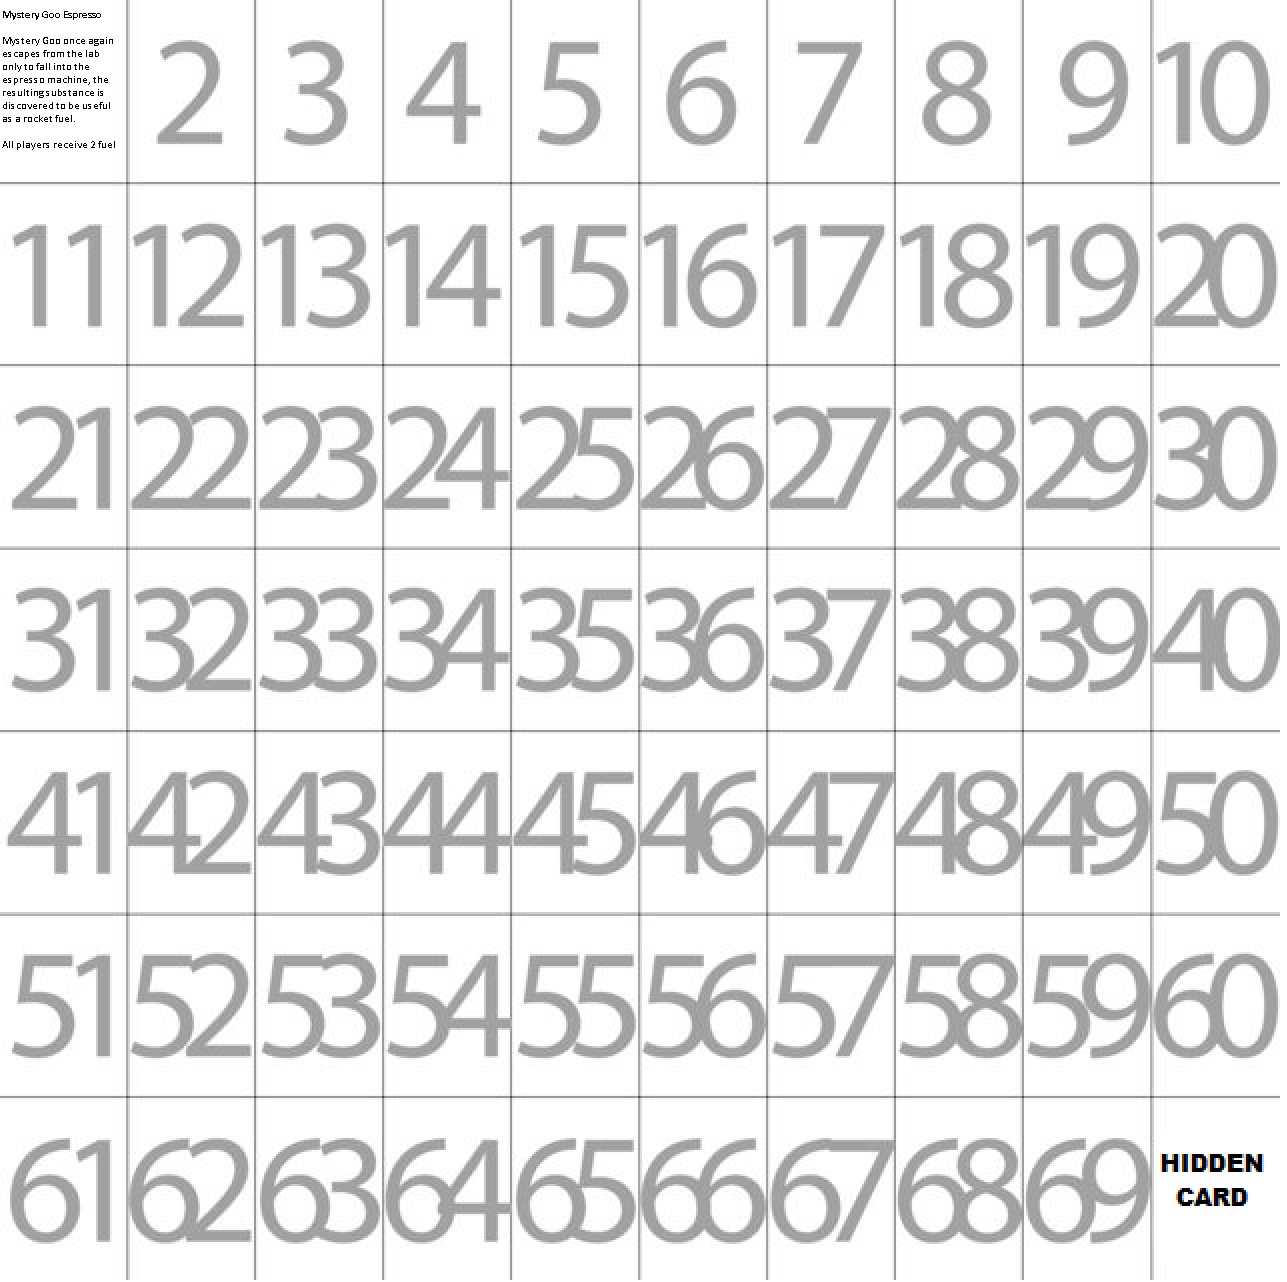 Mystery Goo Espresso
Mystery Goo once again
escapes from the lab
only to fall into the
espresso machine, the
resulting substance is
discovered to be useful
as a rocket fuel.
All players receive 2 fuel
2 3 4 5 6 7 8 9 10
11 12 13 14 15 16 17 18 19 20
21 22 23 24 25 26 27 28 29 30
31 32 33 34 35 36 37 38 39 40
41 42 43 44 45 46 47 48 49 50
51 52 53 54 55 56 57 58 59 60
61 62 63 64 65 66 67 68 69
HIDDEN
CARD